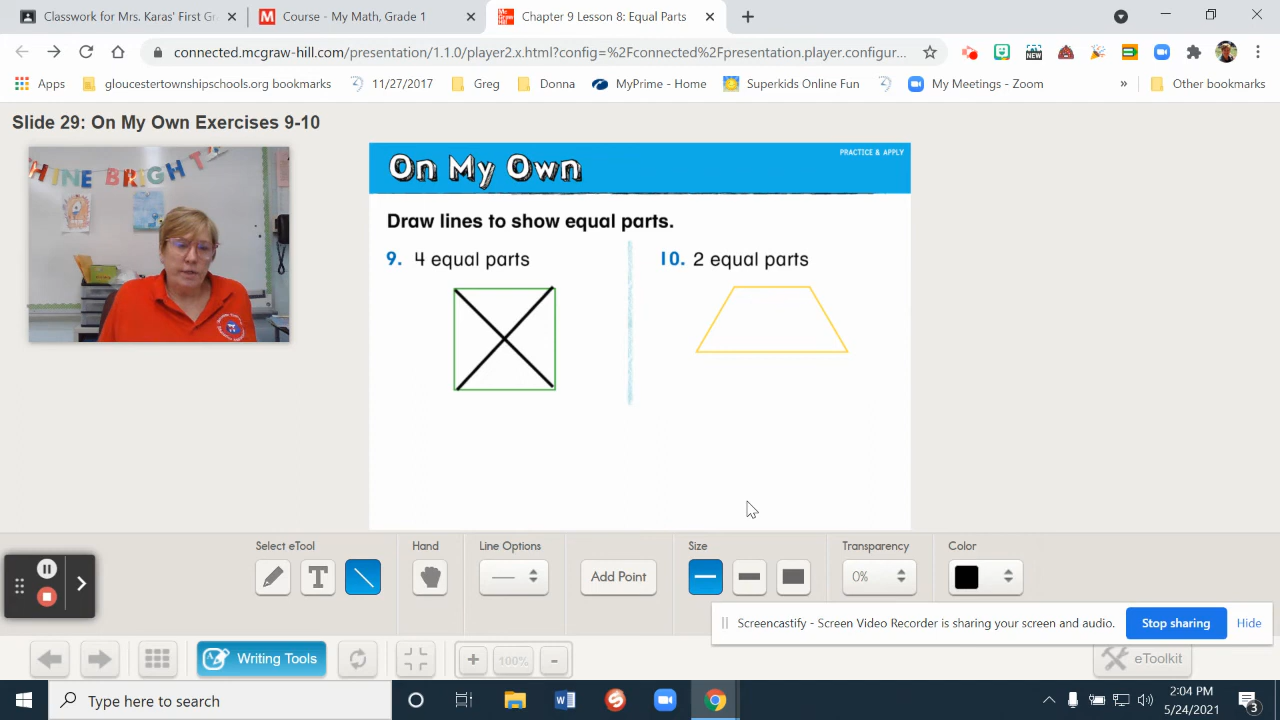 Classwork for Mrs. Karas' First Gr
Course - My Math, Grade 1
Chapter 9 Lesson 8: Equal Parts
connected.mcgraw-hill.com/presentation/1.1.0/player2.x.html?config=%2Fconnected%2Fpresentation.player.configur...
Apps
gloucestertownshipschools.org bookmarks
11/27/2017
Greg
Donna
MyPrime - Home
Superkids Online Fun
My Meetings - Zoom
»
Other bookmarks
Slide 29: On My Own Exercises 9-10
HINE BRIGHT
On My Own
PRACTICE & APPLY
Draw lines to show equal parts.
9. 4 equal parts
10. 2 equal parts
Select eTool
Hand
Line Options
Size
Transparency
Color
T
Add Point
0%
Screencastify - Screen Video Recorder is sharing your screen and audio.
Stop sharing
Hide
Writing Tools
+
100%
-
eToolkit
Type here to search
2:04 PM
5/24/2021
3